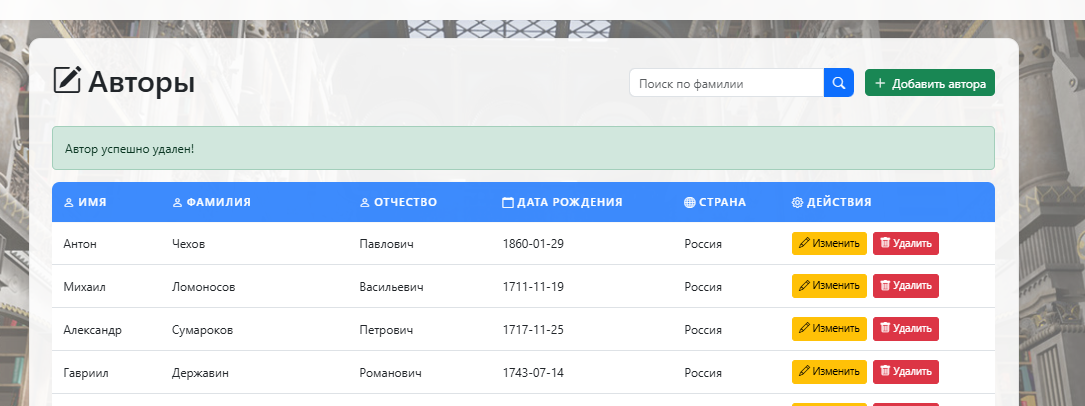 Авторы
Поиск по фамилии
Добавить автора
Автор успешно удален!
ИМЯ ФАМИЛИЯ ОТЧЕСТВО ДАТА РОЖДЕНИЯ СТРАНА ДЕЙСТВИЯ
Антон Чехов Павлович 1860-01-29 Россия Изменить Удалить
Михаил Ломоносов Васильевич 1711-11-19 Россия Изменить Удалить
Александр Сумароков Петрович 1717-11-25 Россия Изменить Удалить
Гавриил Державин Романович 1743-07-14 Россия Изменить Удалить